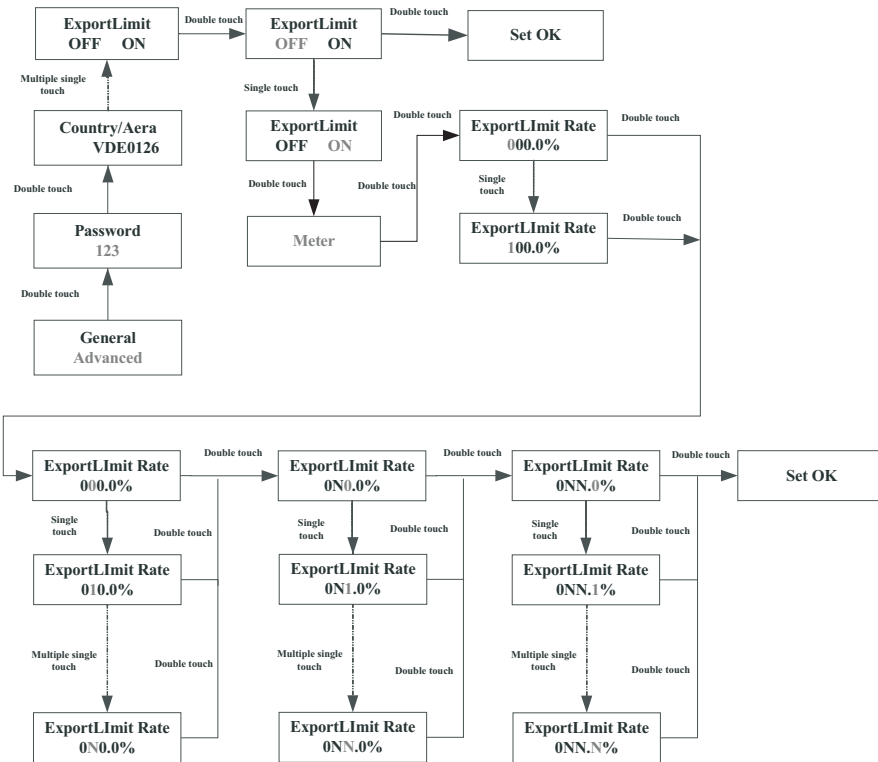 ExportLimit
OFF ON
Double touch
ExportLimit
OFF ON
Double touch
Set OK
Multiple single
touch
Single touch
Country/Aera
VDE0126
ExportLimit
OFF ON
Double touch
ExportLImit Rate
000.0%
Double touch
Double touch
Double touch
Double touch
Single
touch
Password
123
Meter
ExportLImit Rate
100.0%
Double touch
Double touch
General
Advanced
ExportLImit Rate
000.0%
Double touch
ExportLImit Rate
0N0.0%
Double touch
ExportLImit Rate
0NN.0%
Double touch
Set OK
Single
touch
Double touch
Single
touch
Double touch
Single
touch
Double touch
ExportLImit Rate
010.0%
ExportLImit Rate
0N1.0%
ExportLImit Rate
0NN.1%
Multiple single
touch
Double touch
Multiple single
touch
Double touch
Multiple single
touch
Double touch
ExportLImit Rate
0N0.0%
ExportLImit Rate
0NN.0%
ExportLImit Rate
0NN.N%